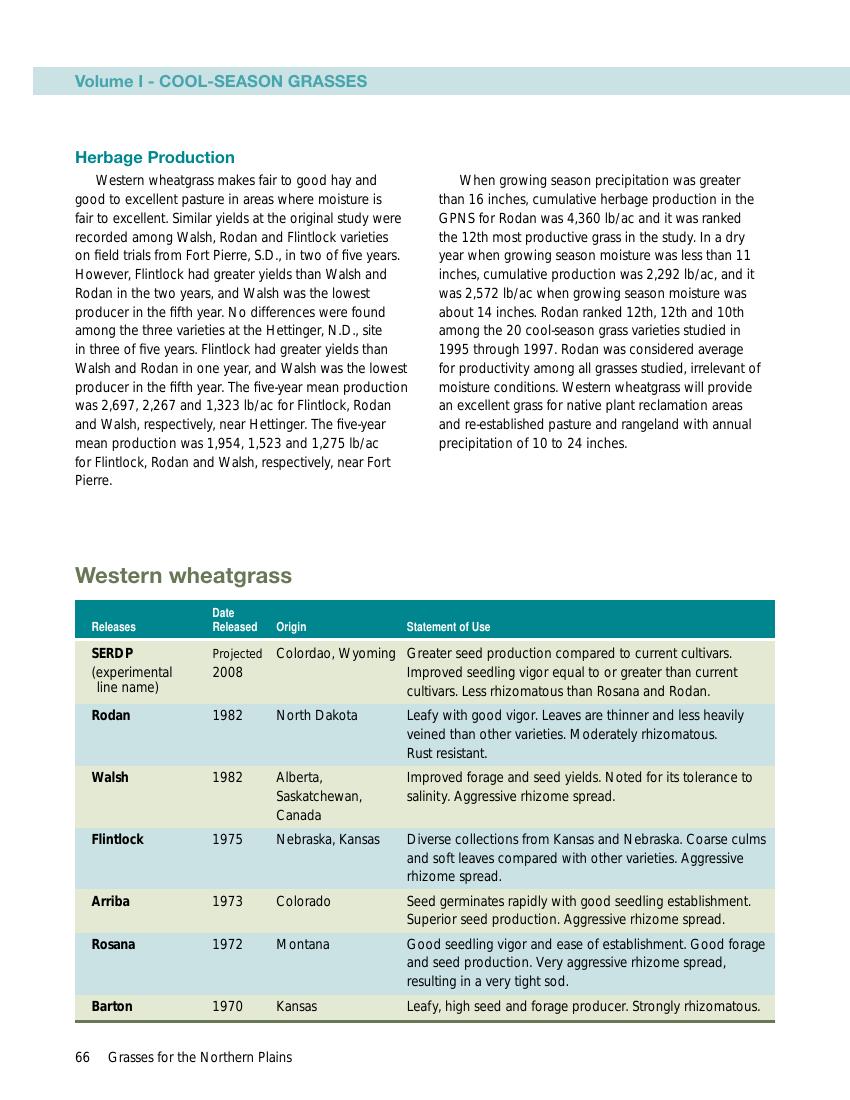 Volume I - COOL-SEASON GRASSES
Herbage Production
Western wheatgrass makes fair to good hay and
good to excellent pasture in areas where moisture is
fair to excellent. Similar yields at the original study were
recorded among Walsh, Rodan and Flintlock varieties
on field trials from Fort Pierre, S.D., in two of five years.
However, Flintlock had greater yields than Walsh and
Rodan in the two years, and Walsh was the lowest
producer in the fifth year. No differences were found
among the three varieties at the Hettinger, N.D., site
in three of five years. Flintlock had greater yields than
Walsh and Rodan in one year, and Walsh was the lowest
producer in the fifth year. The five-year mean production
was 2,697, 2,267 and 1,323 lb/ac for Flintlock, Rodan
and Walsh, respectively, near Hettinger. The five-year
mean production was 1,954, 1,523 and 1,275 lb/ac
for Flintlock, Rodan and Walsh, respectively, near Fort
Pierre.
When growing season precipitation was greater
than 16 inches, cumulative herbage production in the
GPNS for Rodan was 4,360 lb/ac and it was ranked
the 12th most productive grass in the study. In a dry
year when growing season moisture was less than 11
inches, cumulative production was 2,292 lb/ac, and it
was 2,572 lb/ac when growing season moisture was
about 14 inches. Rodan ranked 12th, 12th and 10th
among the 20 cool-season grass varieties studied in
1995 through 1997. Rodan was considered average
for productivity among all grasses studied, irrelevant of
moisture conditions. Western wheatgrass will provide
an excellent grass for native plant reclamation areas
and re-established pasture and rangeland with annual
precipitation of 10 to 24 inches.
Western wheatgrass
Date
Releases Released Origin Statement of Use
SERDP Projected Colordao, Wyoming Greater seed production compared to current cultivars.
(experimental 2008 Improved seedling vigor equal to or greater than current
line name) cultivars. Less rhizomatous than Rosana and Rodan.
Rodan 1982 North Dakota Leafy with good vigor. Leaves are thinner and less heavily
veined than other varieties. Moderately rhizomatous.
Rust resistant.
Walsh 1982 Alberta, Improved forage and seed yields. Noted for its tolerance to
Saskatchewan, salinity. Aggressive rhizome spread.
Canada
Flintlock 1975 Nebraska, Kansas Diverse collections from Kansas and Nebraska. Coarse culms
and soft leaves compared with other varieties. Aggressive
rhizome spread.
Arriba 1973 Colorado Seed germinates rapidly with good seedling establishment.
Superior seed production. Aggressive rhizome spread.
Rosana 1972 Montana Good seedling vigor and ease of establishment. Good forage
and seed production. Very aggressive rhizome spread,
resulting in a very tight sod.
Barton 1970 Kansas Leafy, high seed and forage producer. Strongly rhizomatous.
66 Grasses for the Northern Plains